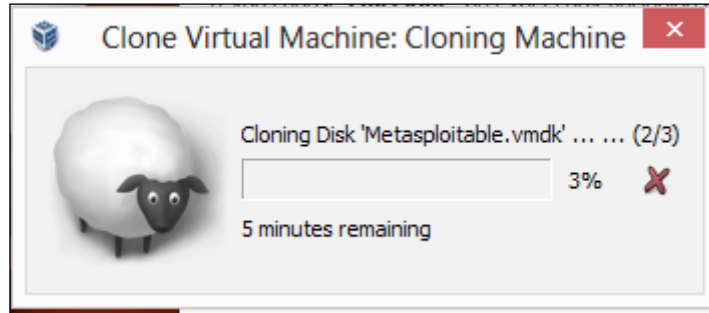 Clone Virtual Machine: Cloning Machine
Cloning Disk 'Metasploitable.vmdk' ... ... (2/3)
3%
5 minutes remaining